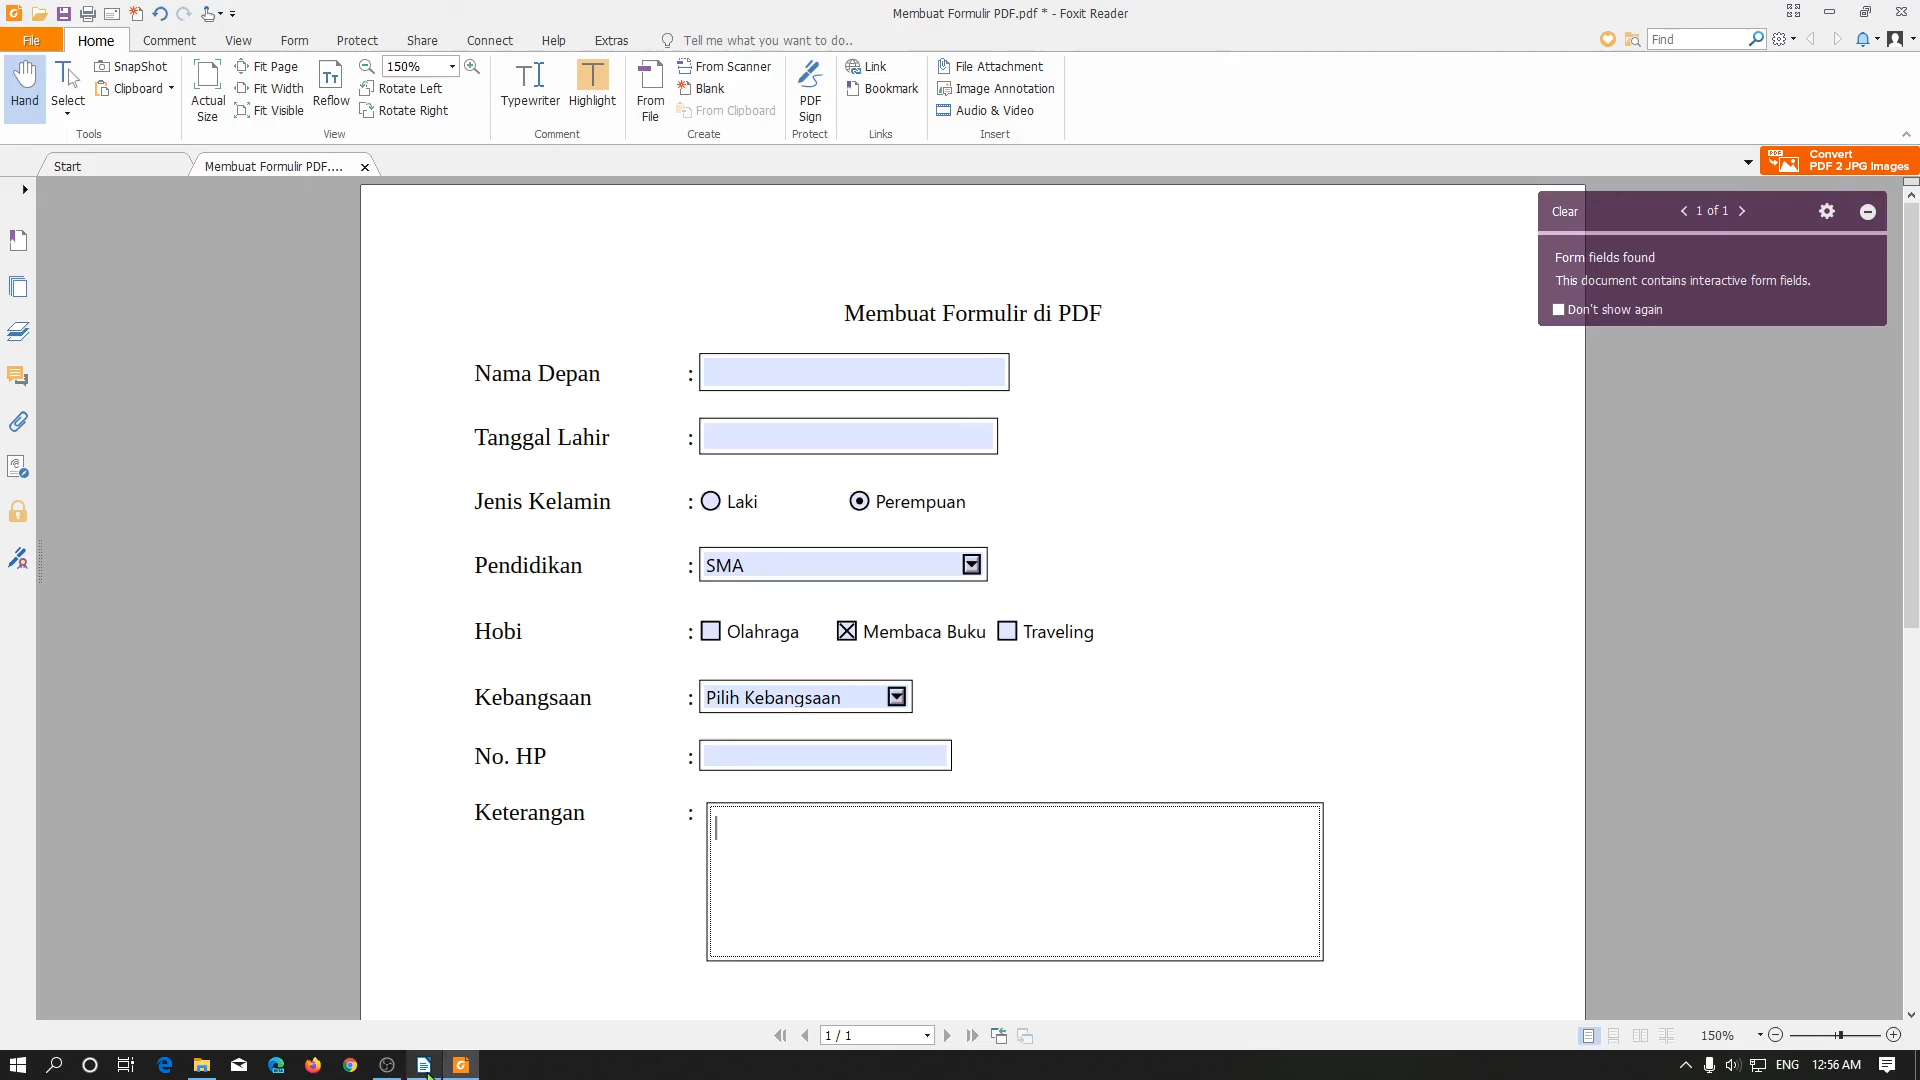 Membuat Formulir PDF.pdf * - Foxit Reader
File Home Comment View Form Protect Share Connect Help Extras Tell me what you want to do.. Find
Hand
Select
SnapShot
Clipboard
Tools
Actual Size
Fit Page
Fit Width
Fit Visible
Reflow
150%
Rotate Left
Rotate Right
View
Typewriter
Highlight
Comment
From File
From Scanner
Blank
From Clipboard
Create
PDF Sign
Protect
Link
Bookmark
Links
File Attachment
Image Annotation
Audio & Video
Insert
Start
Membuat Formulir PDF....
PDF
Convert
PDF 2 JPG Images
Clear
1 of 1
Form fields found
This document contains interactive form fields.
Don't show again
Membuat Formulir di PDF
Nama Depan :
Tanggal Lahir :
Jenis Kelamin : Laki Perempuan
Pendidikan : SMA
Hobi : Olahraga Membaca Buku Traveling
Kebangsaan : Pilih Kebangsaan
No. HP :
Keterangan :
1 / 1
150%
ENG 12:56 AM